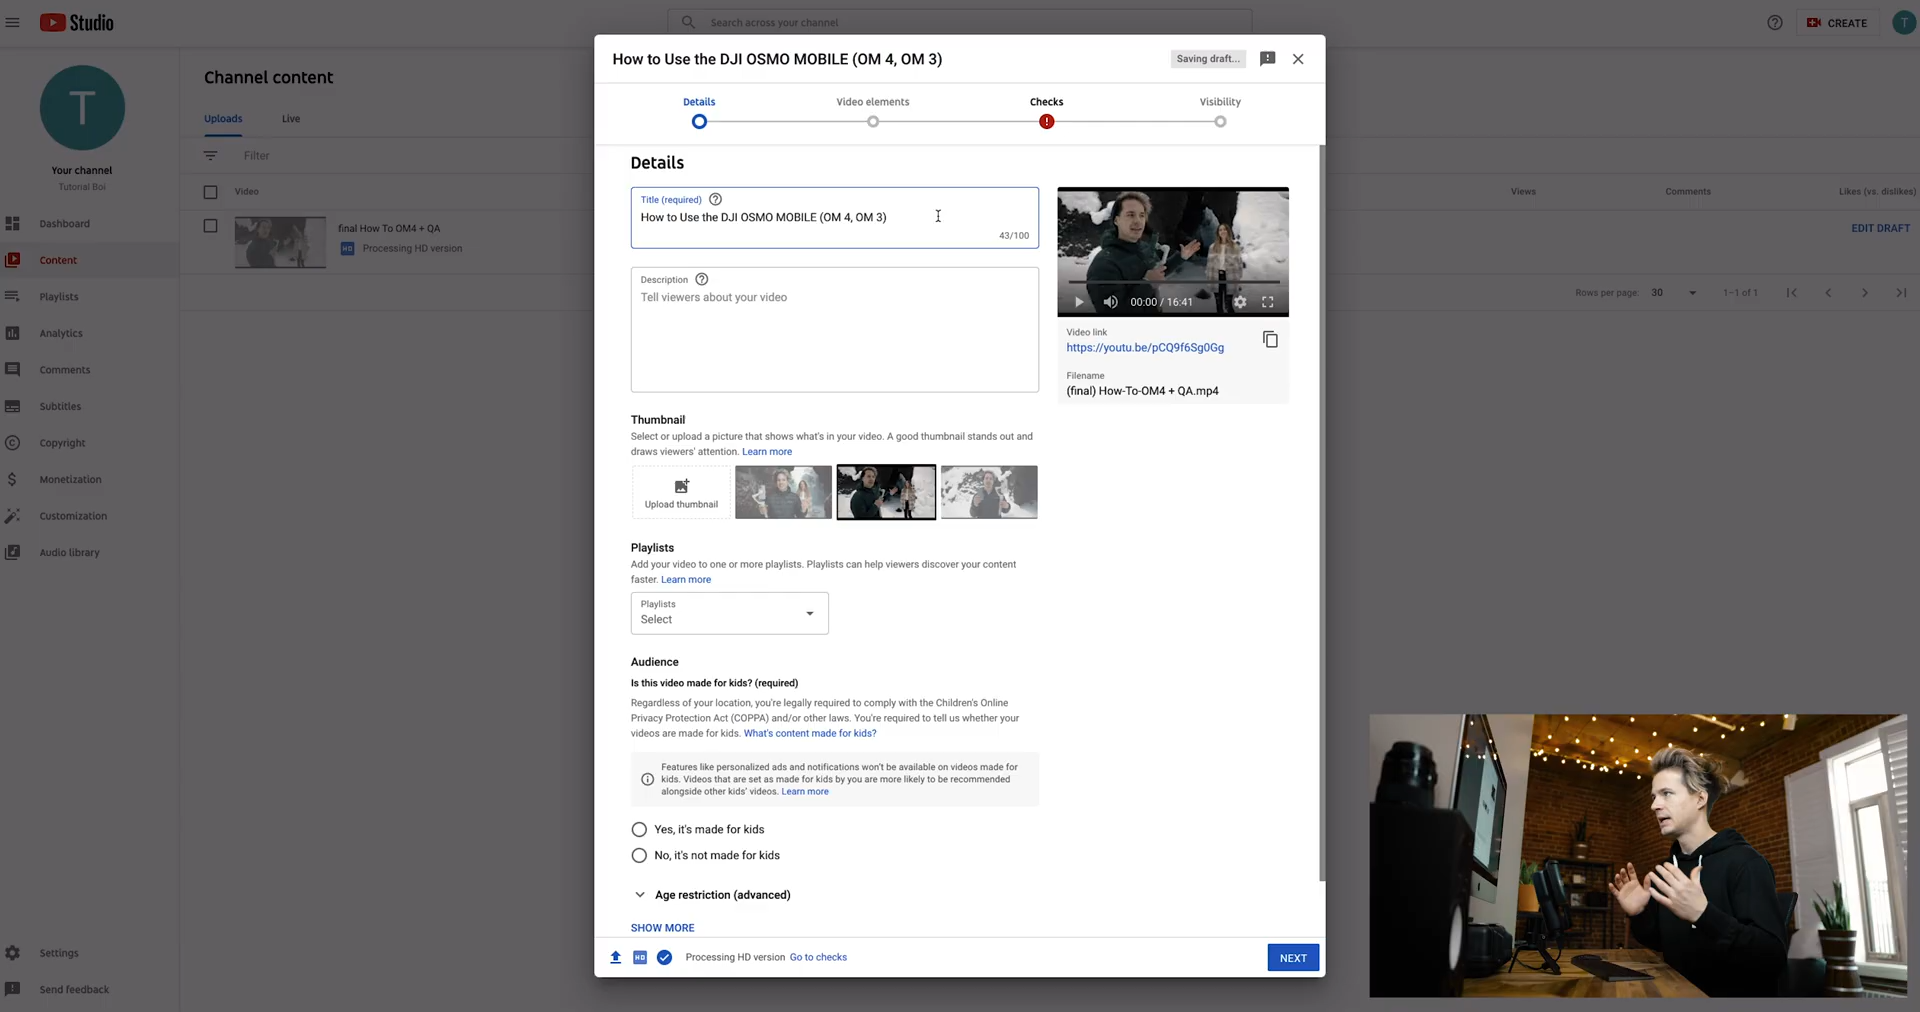 Studio
Search across your channel
CREATE
T
T
Your channel
Tutorial Boi
Dashboard
Content
Playlists
Analytics
Comments
Subtitles
Copyright
Monetization
Customization
Audio library
Settings
Send feedback
Channel content
Uploads
Live
Filter
Video
Views
Comments
Likes (vs. dislikes)
final How To OM4 + QA
HD Processing HD version
EDIT DRAFT
Rows per page: 30
1–1 of 1
How to Use the DJI OSMO MOBILE (OM 4, OM 3)
Saving draft...
Details
Video elements
Checks
Visibility
Details
Title (required)
How to Use the DJI OSMO MOBILE (OM 4, OM 3)
43/100
Description
Tell viewers about your video
00:00 / 16:41
Video link
https://youtu.be/pCQ9f6Sg0Gg
Filename
(final) How-To-OM4 + QA.mp4
Thumbnail
Select or upload a picture that shows what's in your video. A good thumbnail stands out and
draws viewers' attention. Learn more
Upload thumbnail
Playlists
Add your video to one or more playlists. Playlists can help viewers discover your content
faster. Learn more
Playlists
Select
Audience
Is this video made for kids? (required)
Regardless of your location, you're legally required to comply with the Children's Online
Privacy Protection Act (COPPA) and/or other laws. You're required to tell us whether your
videos are made for kids. What's content made for kids?
Features like personalized ads and notifications won't be available on videos made for
kids. Videos that are set as made for kids by you are more likely to be recommended
alongside other kids' videos. Learn more
Yes, it's made for kids
No, it's not made for kids
Age restriction (advanced)
SHOW MORE
HD
Processing HD version Go to checks
NEXT